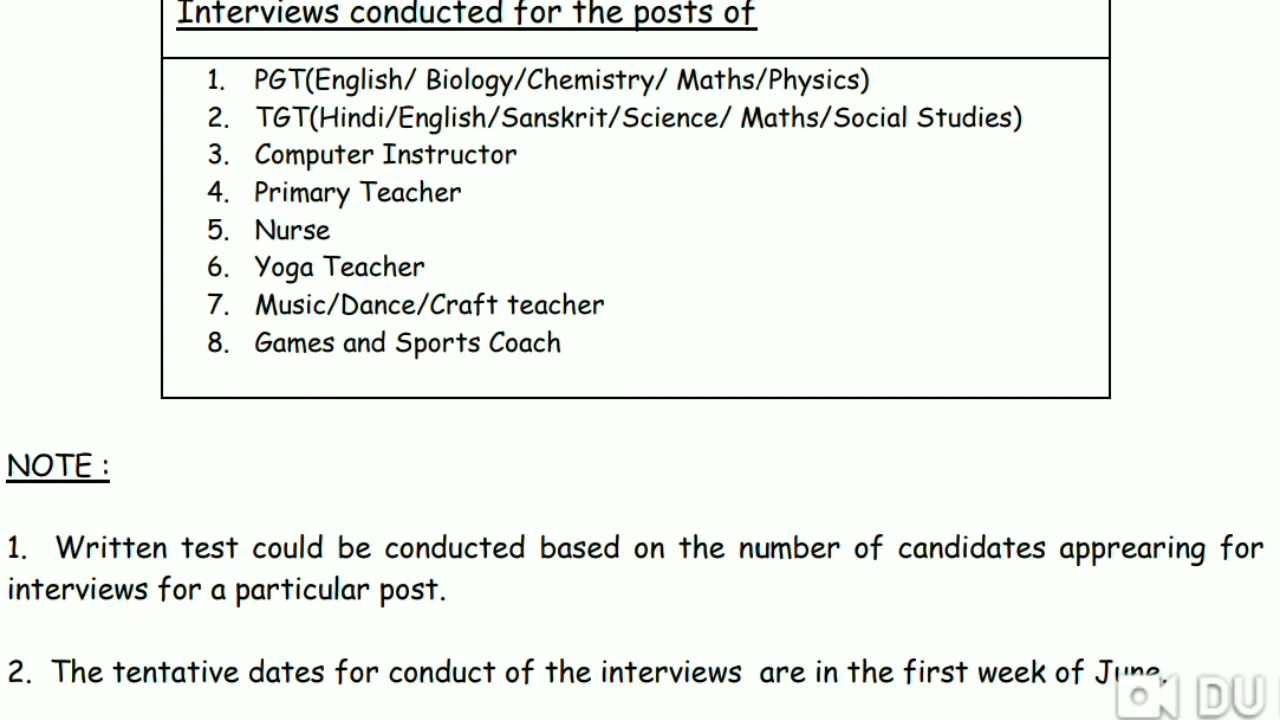 Interviews conducted for the posts of
1. PGT(English/ Biology/Chemistry/ Maths/Physics)
2. TGT(Hindi/English/Sanskrit/Science/ Maths/Social Studies)
3. Computer Instructor
4. Primary Teacher
5. Nurse
6. Yoga Teacher
7. Music/Dance/Craft teacher
8. Games and Sports Coach
NOTE :
1. Written test could be conducted based on the number of candidates apprearing for
interviews for a particular post.
2. The tentative dates for conduct of the interviews are in the first week of June.
DU